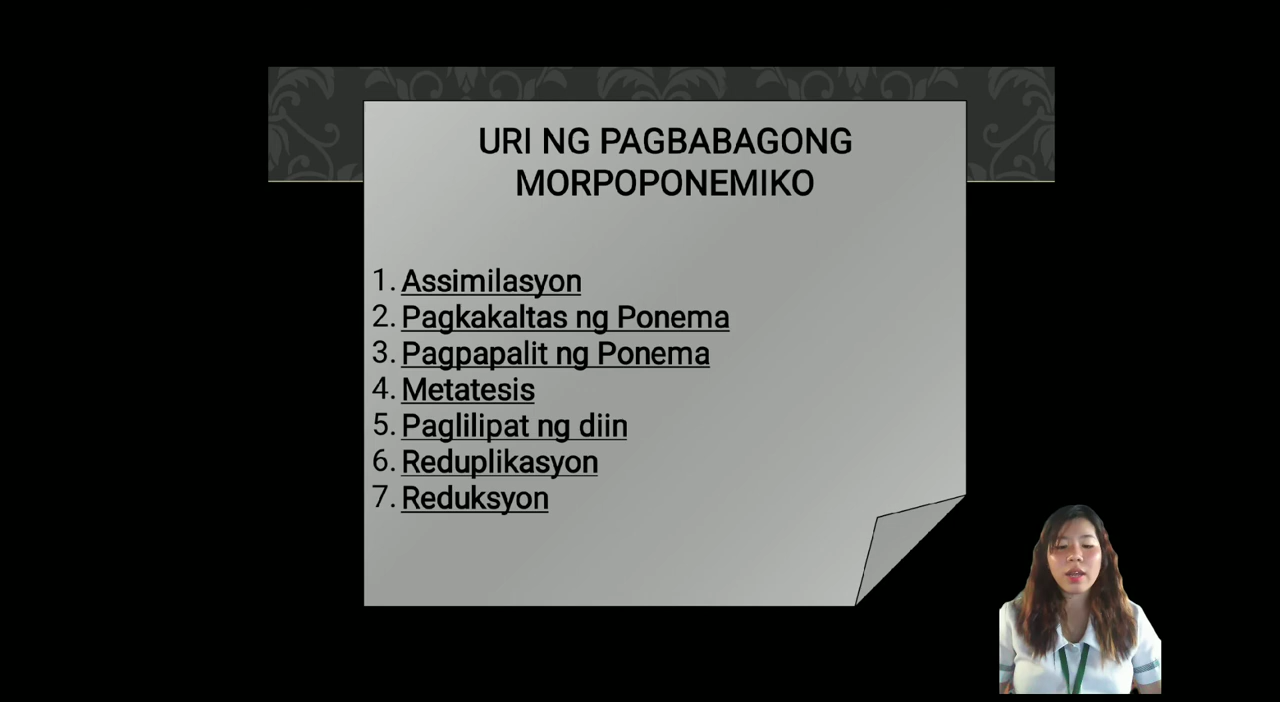 URI NG PAGBABAGONG
MORPOPONEMIKO
1. Assimilasyon
2. Pagkakaltas ng Ponema
3. Pagpapalit ng Ponema
4. Metatesis
5. Paglilipat ng diin
6. Reduplikasyon
7. Reduksyon